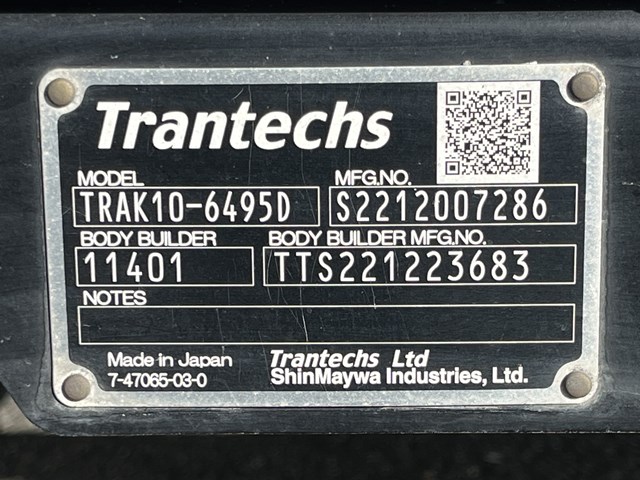 Trantechs
MODEL MFG.NO.
TRAK10-6495D S2212007286
BODY BUILDER BODY BUILDER MFG.NO.
11401 TTS221223683
NOTES
Made in Japan Trantechs Ltd
7-47065-03-0 ShinMaywa Industries, Ltd.